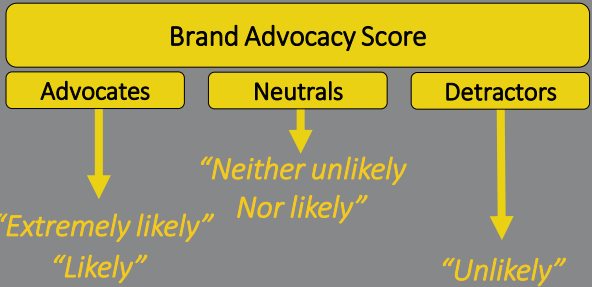 Brand Advocacy Score
Advocates
Neutrals
Detractors
“Neither unlikely
Nor likely”
“Extremely likely”
“Likely”
“Unlikely”